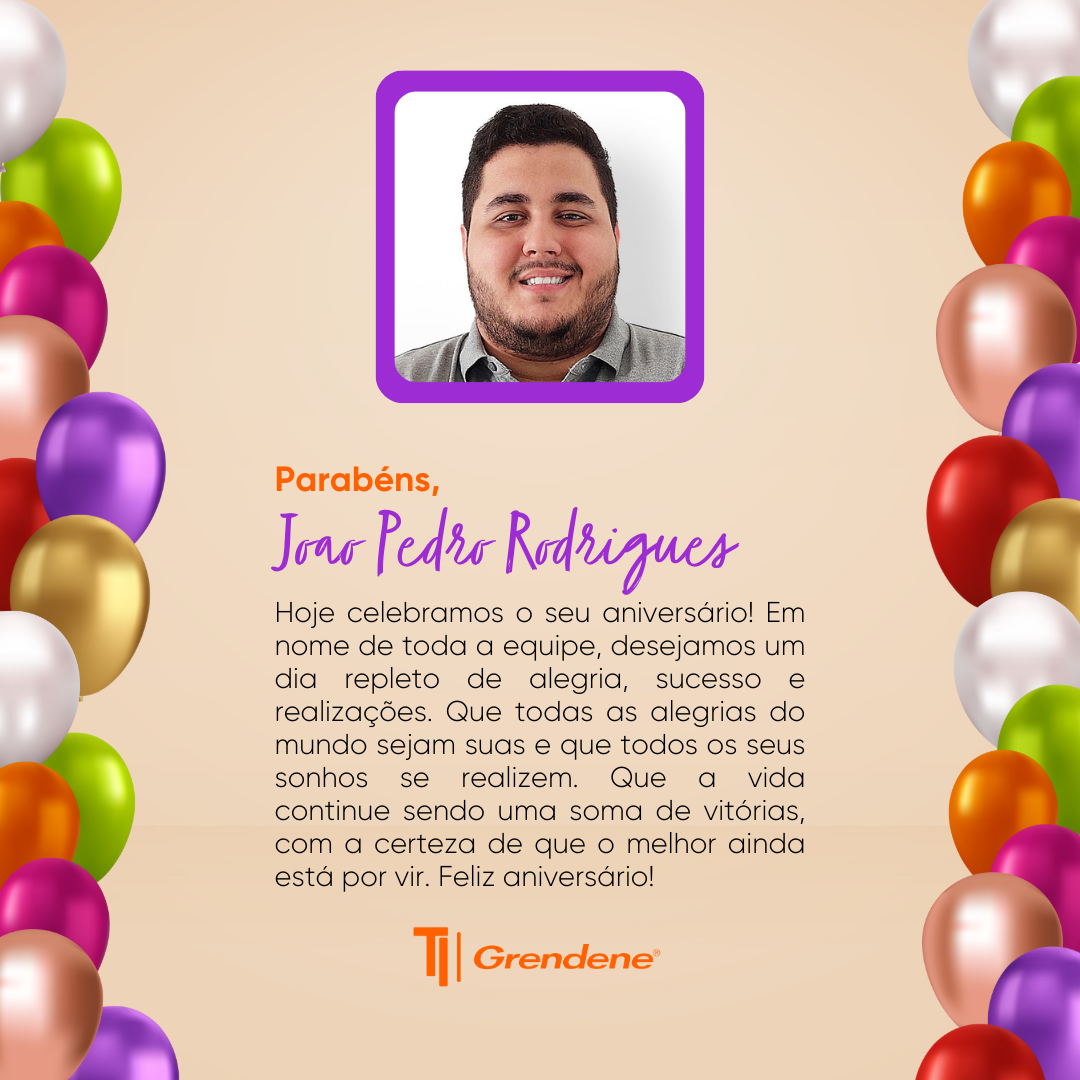 Parabéns,
Joao Pedro Rodrigues
Hoje celebramos o seu aniversário! Em
nome de toda a equipe, desejamos um
dia repleto de alegria, sucesso e
realizações. Que todas as alegrias do
mundo sejam suas e que todos os seus
sonhos se realizem. Que a vida
continue sendo uma soma de vitórias,
com a certeza de que o melhor ainda
está por vir. Feliz aniversário!
TI | Grendene®